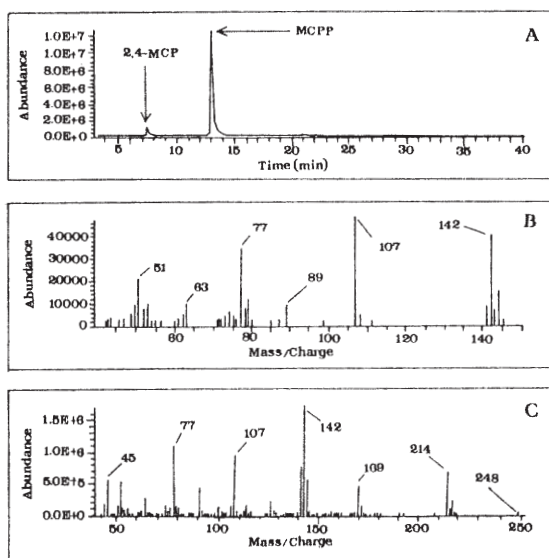 A
MCPP
2,4-MCP
Abundance
1.0E+7
1.0E+7
8.0E+6
6.0E+6
4.0E+6
2.0E+6
0.0E+0
5 10 15 20 25 30 35 40
Time (min)
B
77
107
142
51
63
89
Abundance
40000
30000
20000
10000
0
60 80 100 120 140
Mass/Charge
C
77
107
142
45
169
214
248
Abundance
1.5E+6
1.0E+6
5.0E+5
0.0E+0
50 100 150 200 250
Mass/Charge